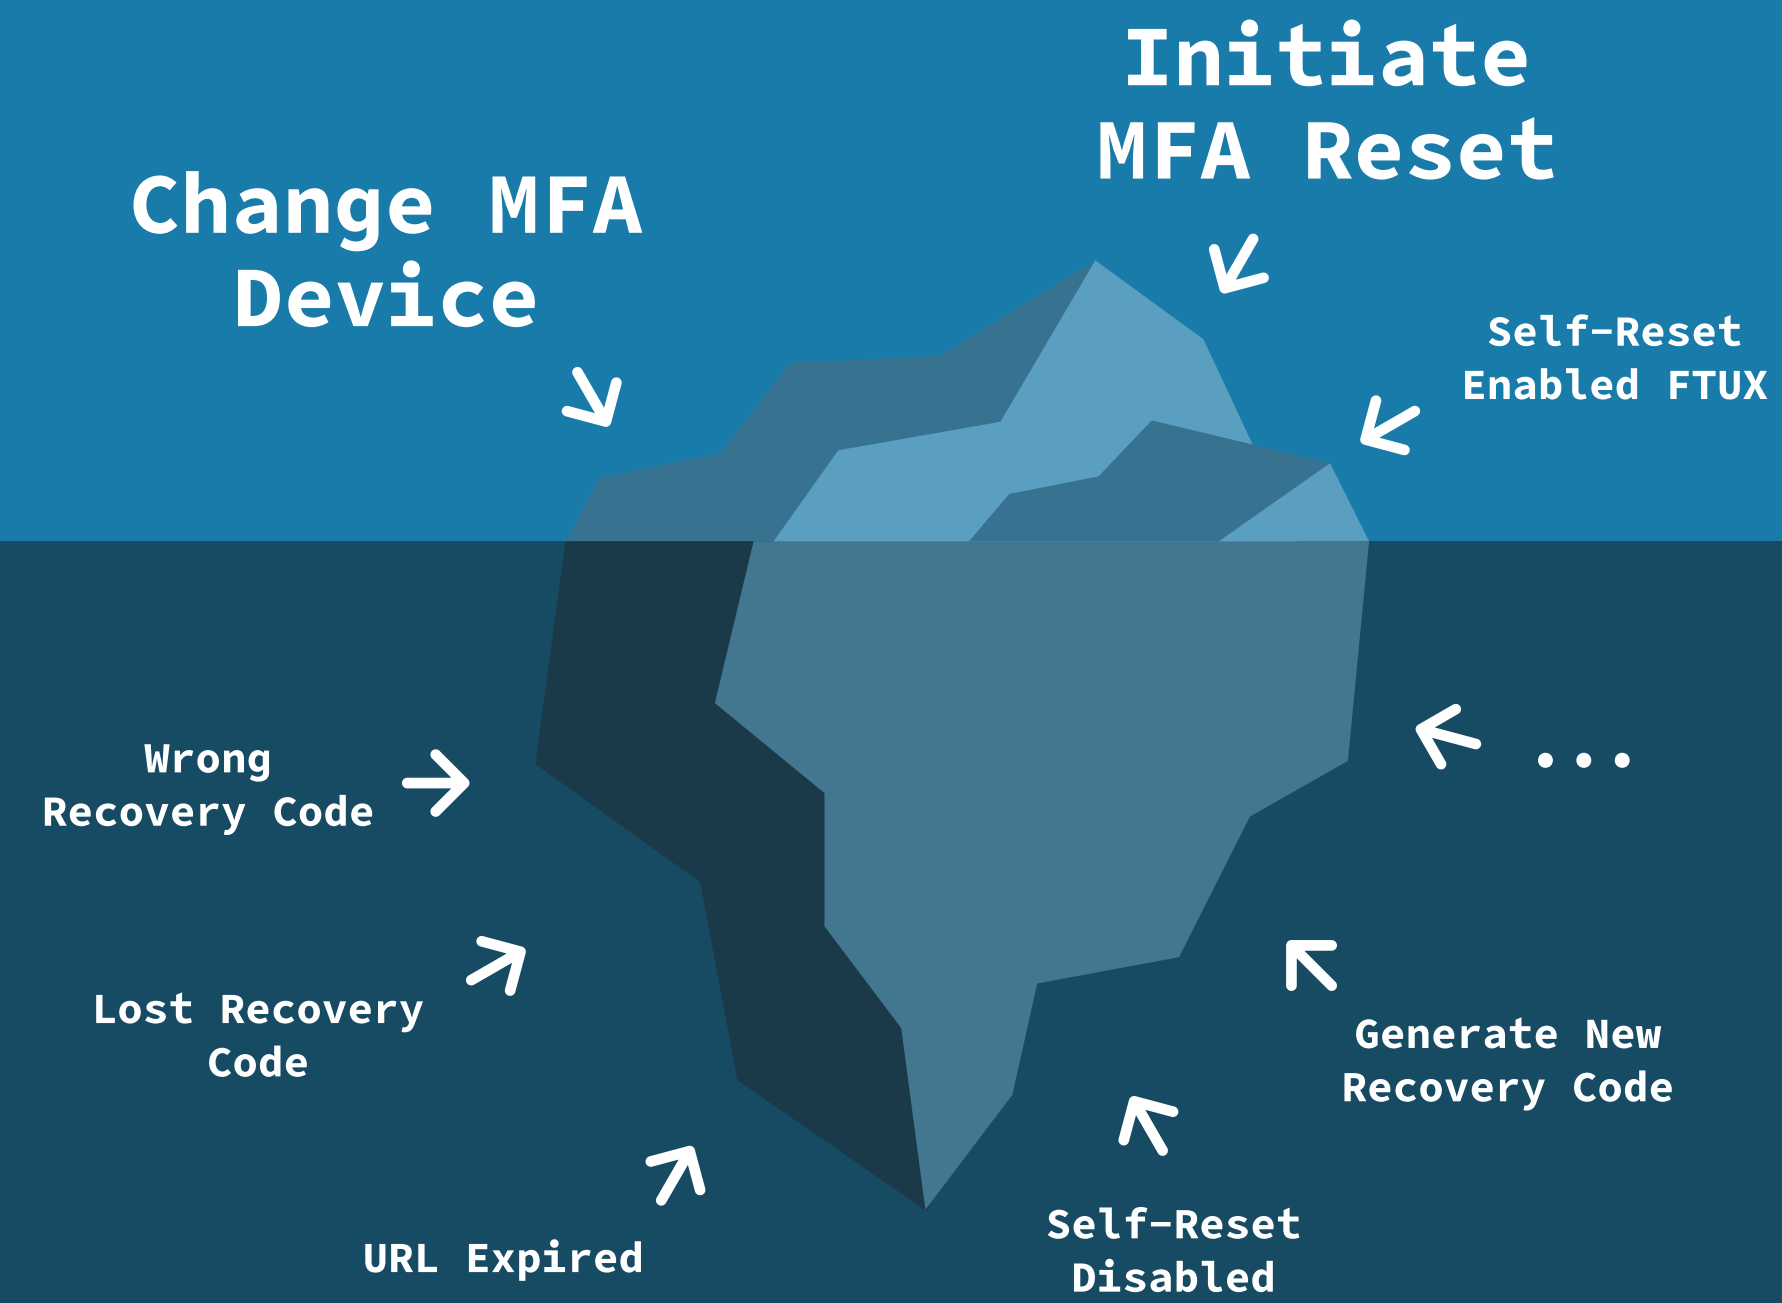 Initiate
MFA Reset
Change MFA
Device
Self-Reset
Enabled FTUX
Wrong
Recovery Code
...
Lost Recovery
Code
Generate New
Recovery Code
URL Expired
Self-Reset
Disabled